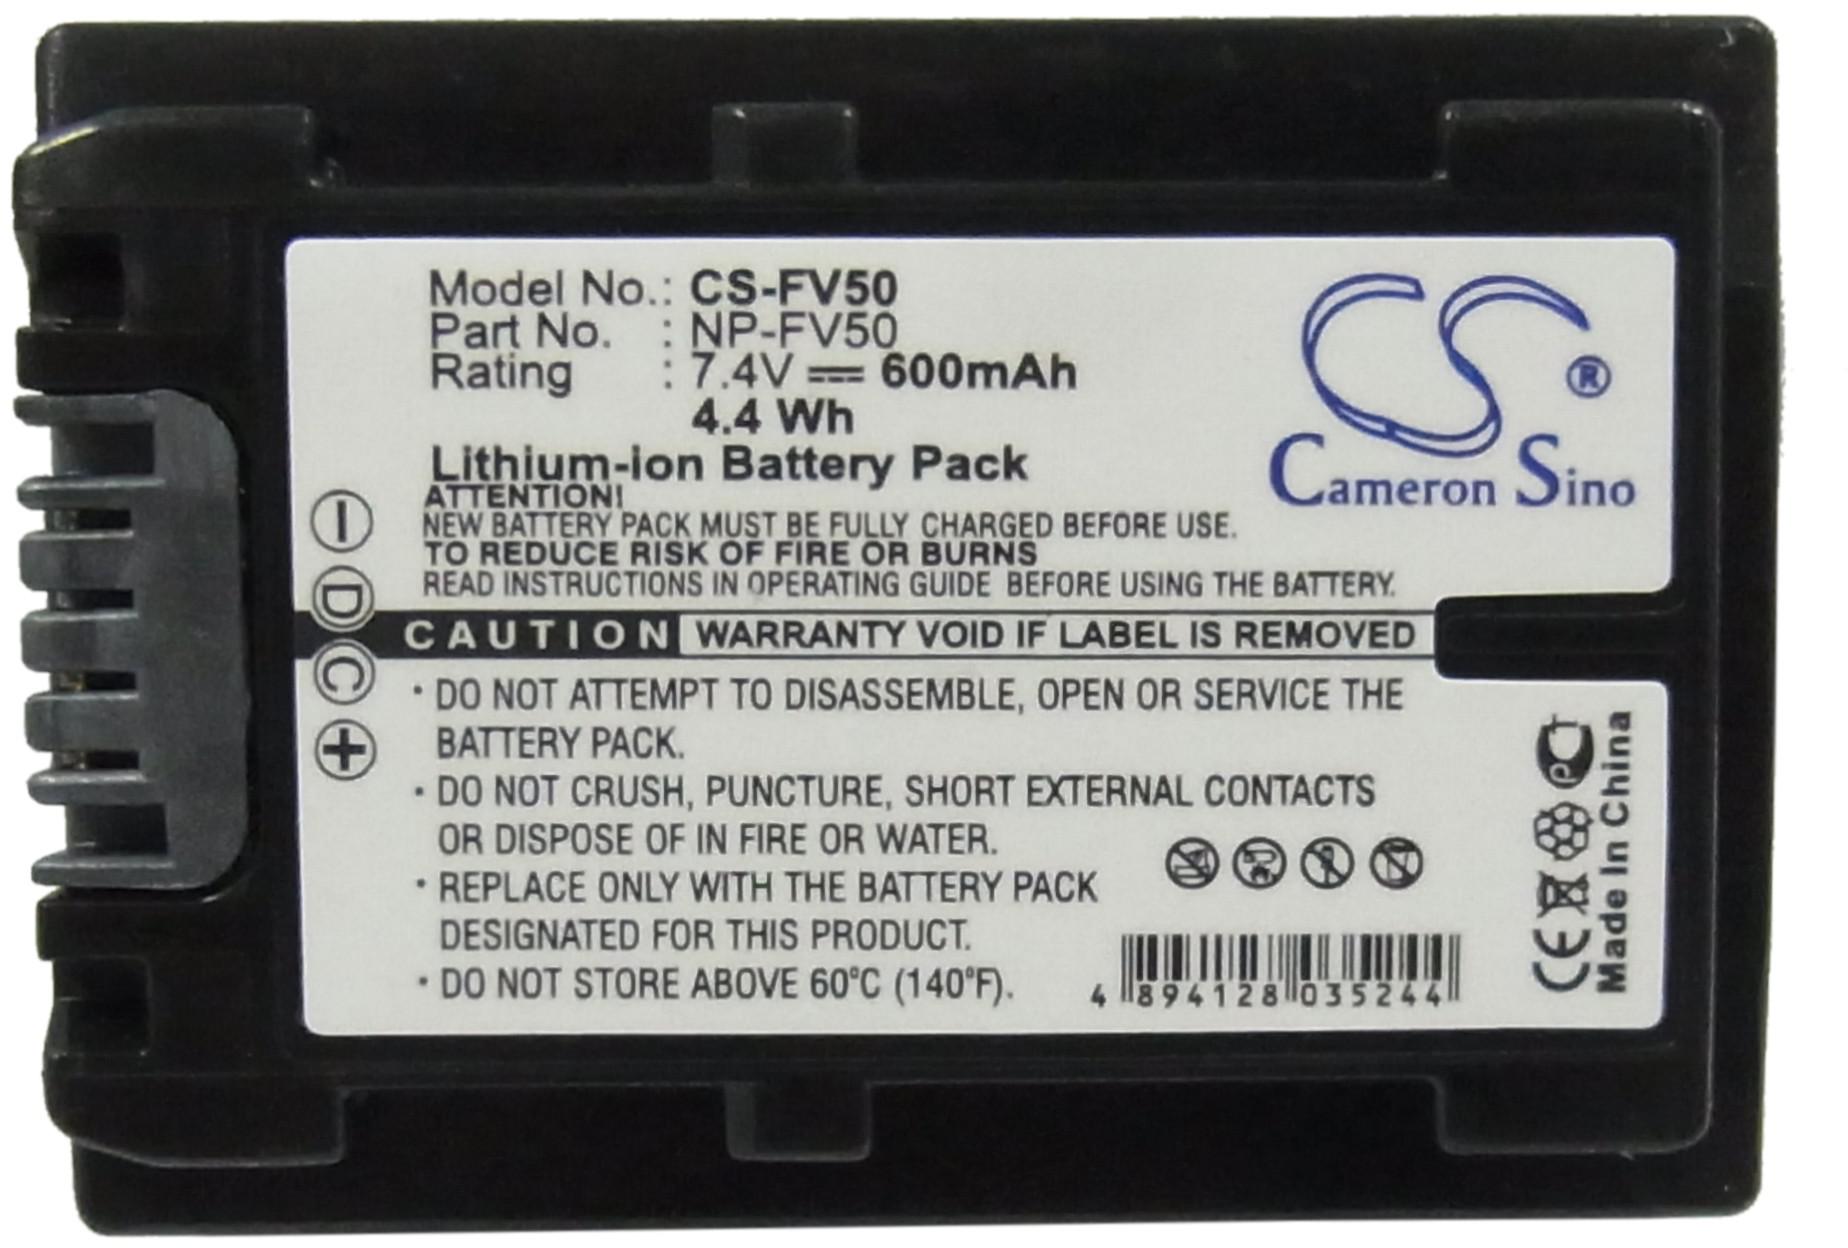 Model No.: CS-FV50
Part No. : NP-FV50
Rating : 7.4V 600mAh
4.4 Wh
Lithium-ion Battery Pack
ATTENTION!
NEW BATTERY PACK MUST BE FULLY CHARGED BEFORE USE.
TO REDUCE RISK OF FIRE OR BURNS
READ INSTRUCTIONS IN OPERATING GUIDE BEFORE USING THE BATTERY.
CS ®
Cameron Sino
D
C
CAUTION WARRANTY VOID IF LABEL IS REMOVED
· DO NOT ATTEMPT TO DISASSEMBLE, OPEN OR SERVICE THE
BATTERY PACK.
· DO NOT CRUSH, PUNCTURE, SHORT EXTERNAL CONTACTS
OR DISPOSE OF IN FIRE OR WATER.
· REPLACE ONLY WITH THE BATTERY PACK
DESIGNATED FOR THIS PRODUCT.
· DO NOT STORE ABOVE 60°C (140°F).
4 894128 035244
CE
Made In China